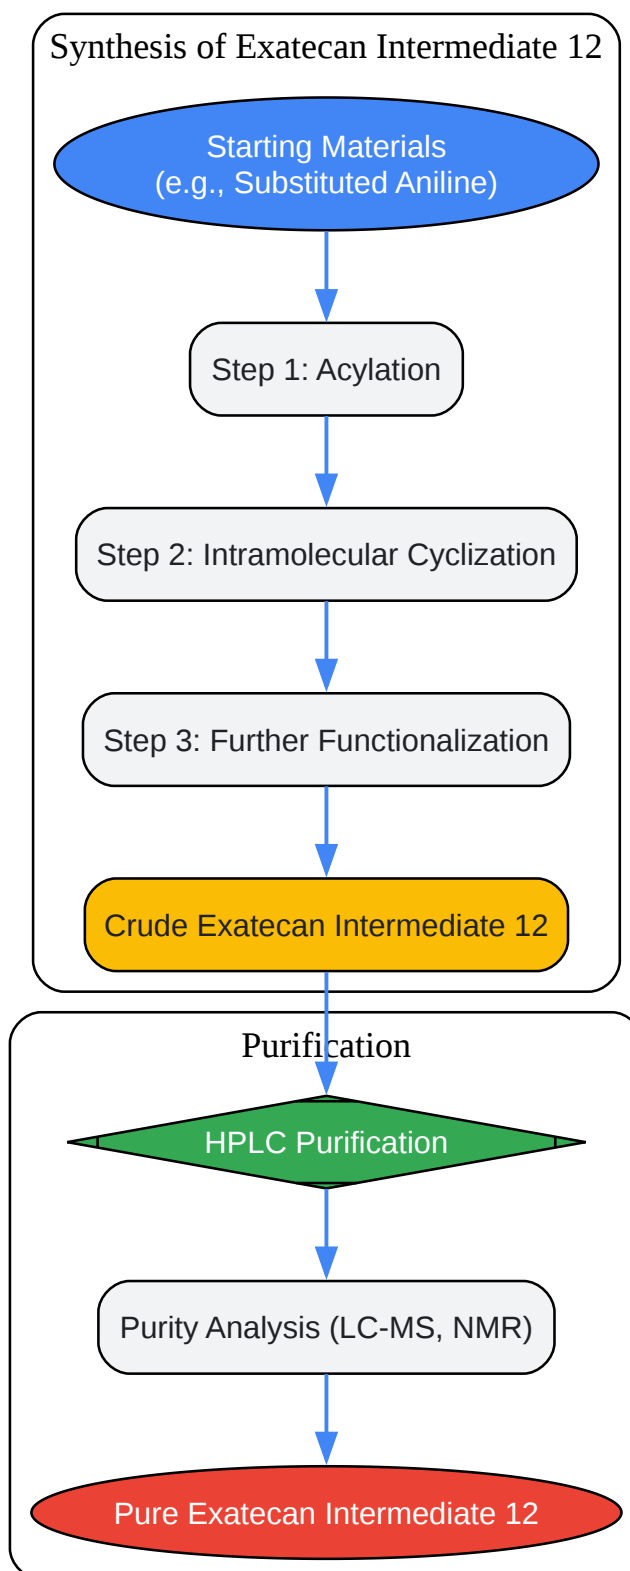 Synthesis of Exatecan Intermediate 12
Starting Materials
(e.g., Substituted Aniline)
Step 1: Acylation
Step 2: Intramolecular Cyclization
Step 3: Further Functionalization
Crude Exatecan Intermediate 12
Purification
HPLC Purification
Purity Analysis (LC-MS, NMR)
Pure Exatecan Intermediate 12